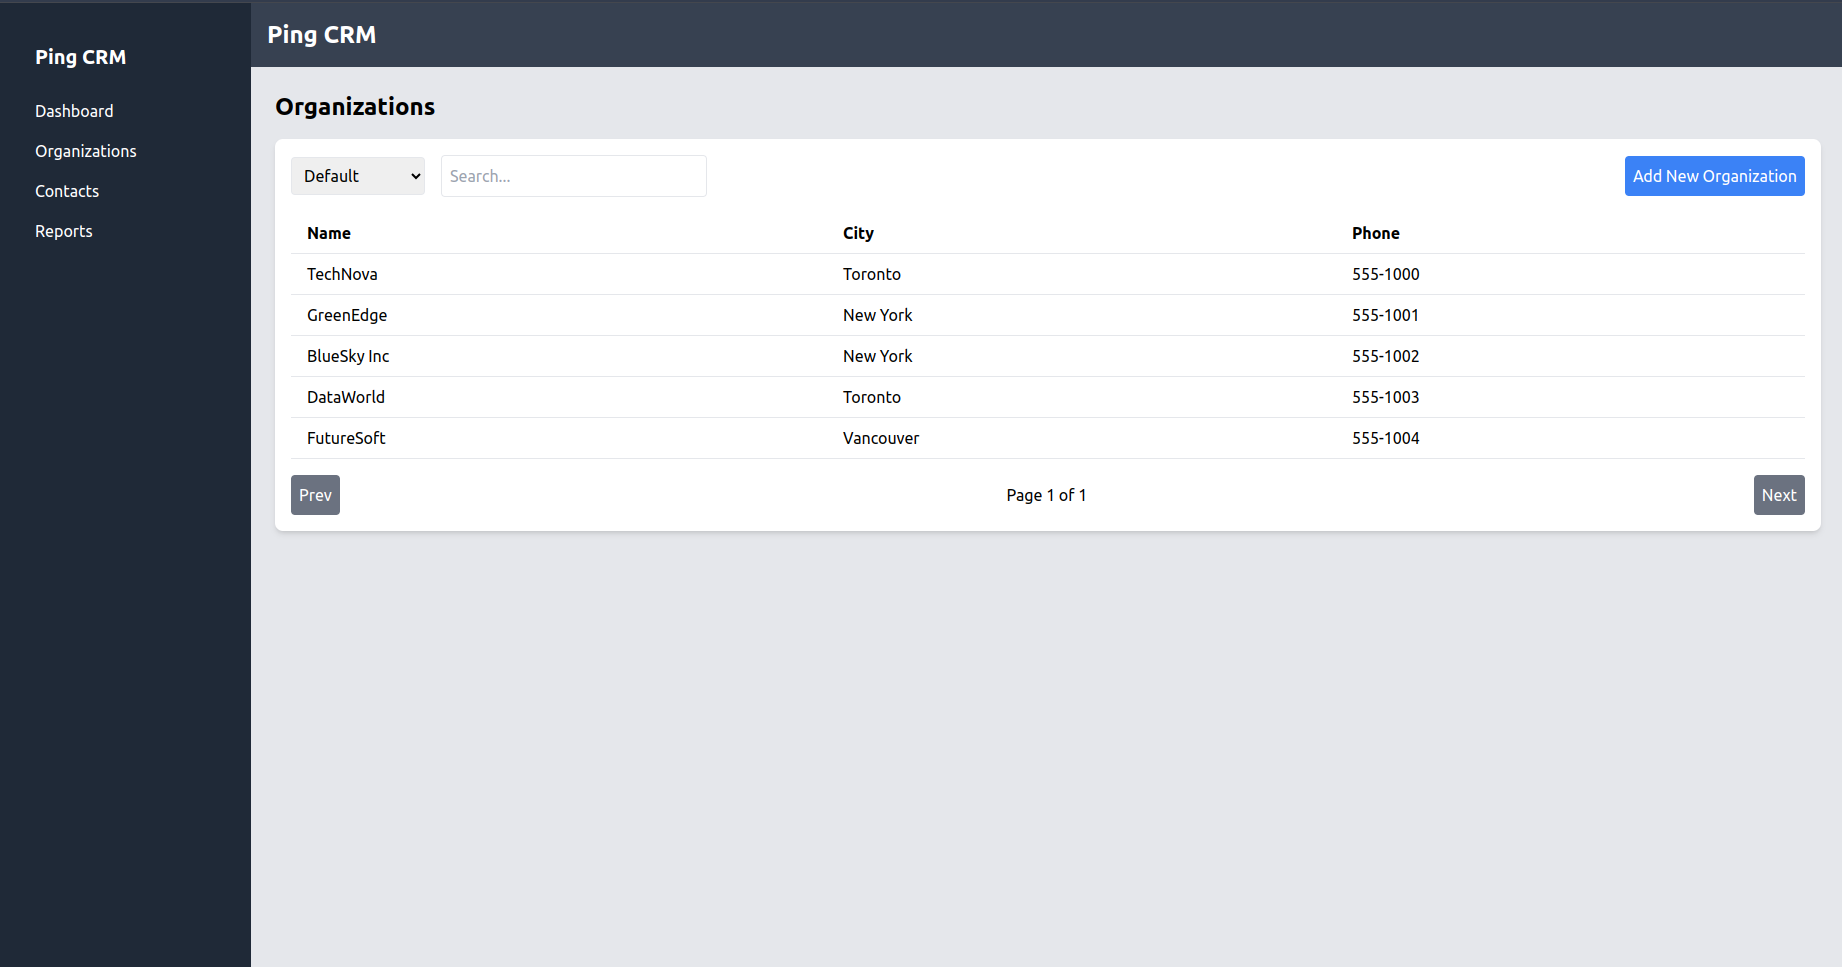 Ping CRM
Dashboard
Organizations
Contacts
Reports
Ping CRM
Organizations
Default
Search...
Add New Organization
Name City Phone
TechNova Toronto 555-1000
GreenEdge New York 555-1001
BlueSky Inc New York 555-1002
DataWorld Toronto 555-1003
FutureSoft Vancouver 555-1004
Prev Page 1 of 1 Next